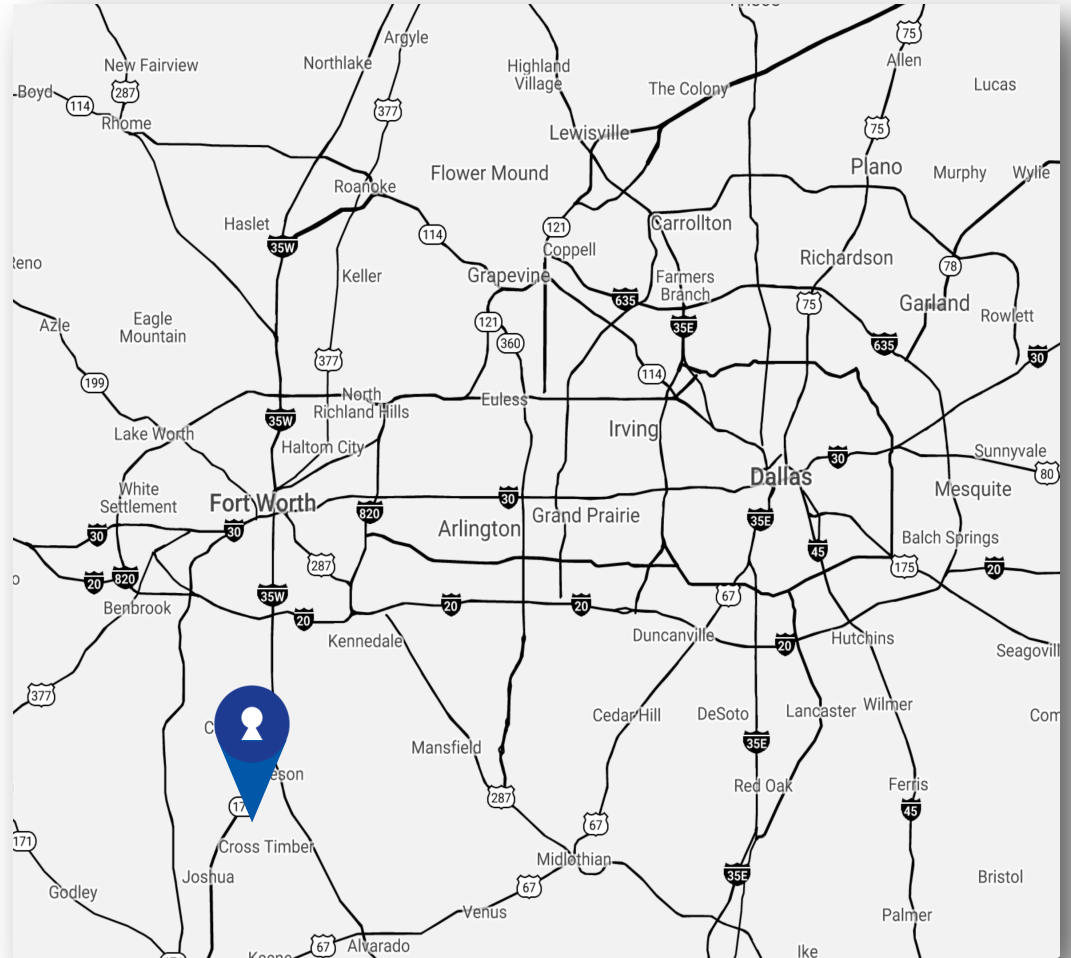 Argyle
75
New Fairview
Northlake
Highland
Village
Allen
287
Boyd
114
377
The Colony
Lucas
Rhome
75
Lewisville
Roanoke
Flower Mound
Plano
Murphy
Wylie
Haslet
35W
114
121
Carrollton
Coppell
Richardson
Keller
Grapevine
635
Farmers
Branch
78
75
Garland
Azle
Eagle
Mountain
121
360
35E
635
Rowlett
30
377
199
114
North
Richland Hills
Euless
35W
Lake Worth
Haltom City
Irving
30
Sunnyvale
80
Dallas
White
Settlement
Fort Worth
30
Mesquite
820
Arlington
Grand Prairie
35E
30
30
45
Balch Springs
287
175
20
20
820
35W
67
Benbrook
20
20
20
Kennedale
Duncanville
20
Hutchins
377
Cedar Hill
DeSoto
Lancaster
Wilmer
Mansfield
35E
eson
Red Oak
Ferris
17
287
45
67
171
Cross Timber
Midlothian
Joshua
35E
Godley
67
Bristol
Venus
Palmer
67
Alvarado
Ike